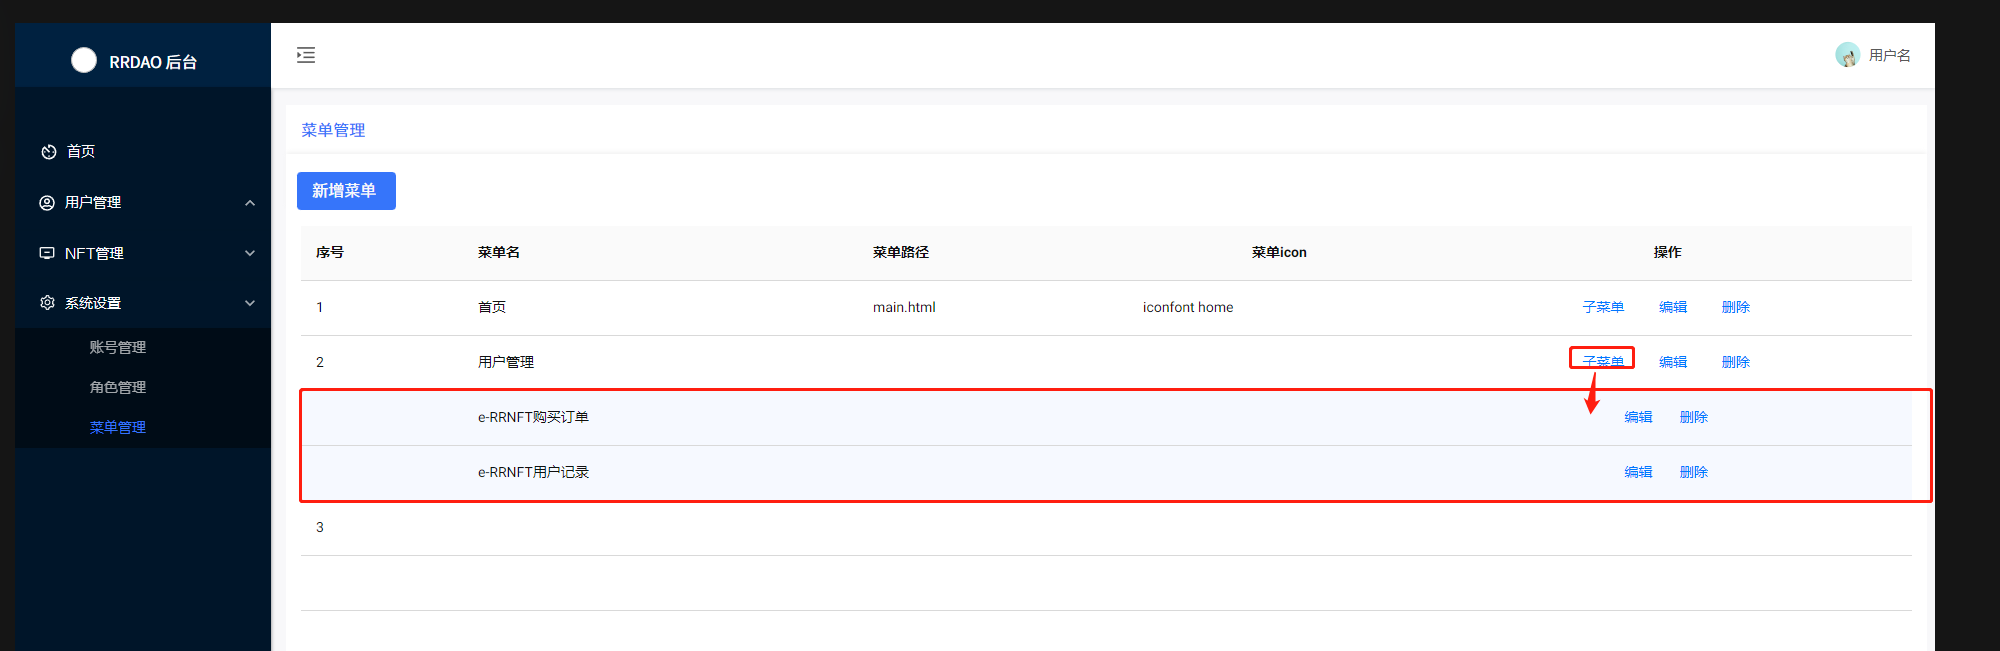 RRDAO 后台
用户名
首页
用户管理
NFT管理
系统设置
账号管理
角色管理
菜单管理
菜单管理
新增菜单
序号 菜单名 菜单路径 菜单icon 操作
1 首页 main.html iconfont home 子菜单 编辑 删除
2 用户管理 子菜单 编辑 删除
e-RRNFT购买订单 编辑 删除
e-RRNFT用户记录 编辑 删除
3